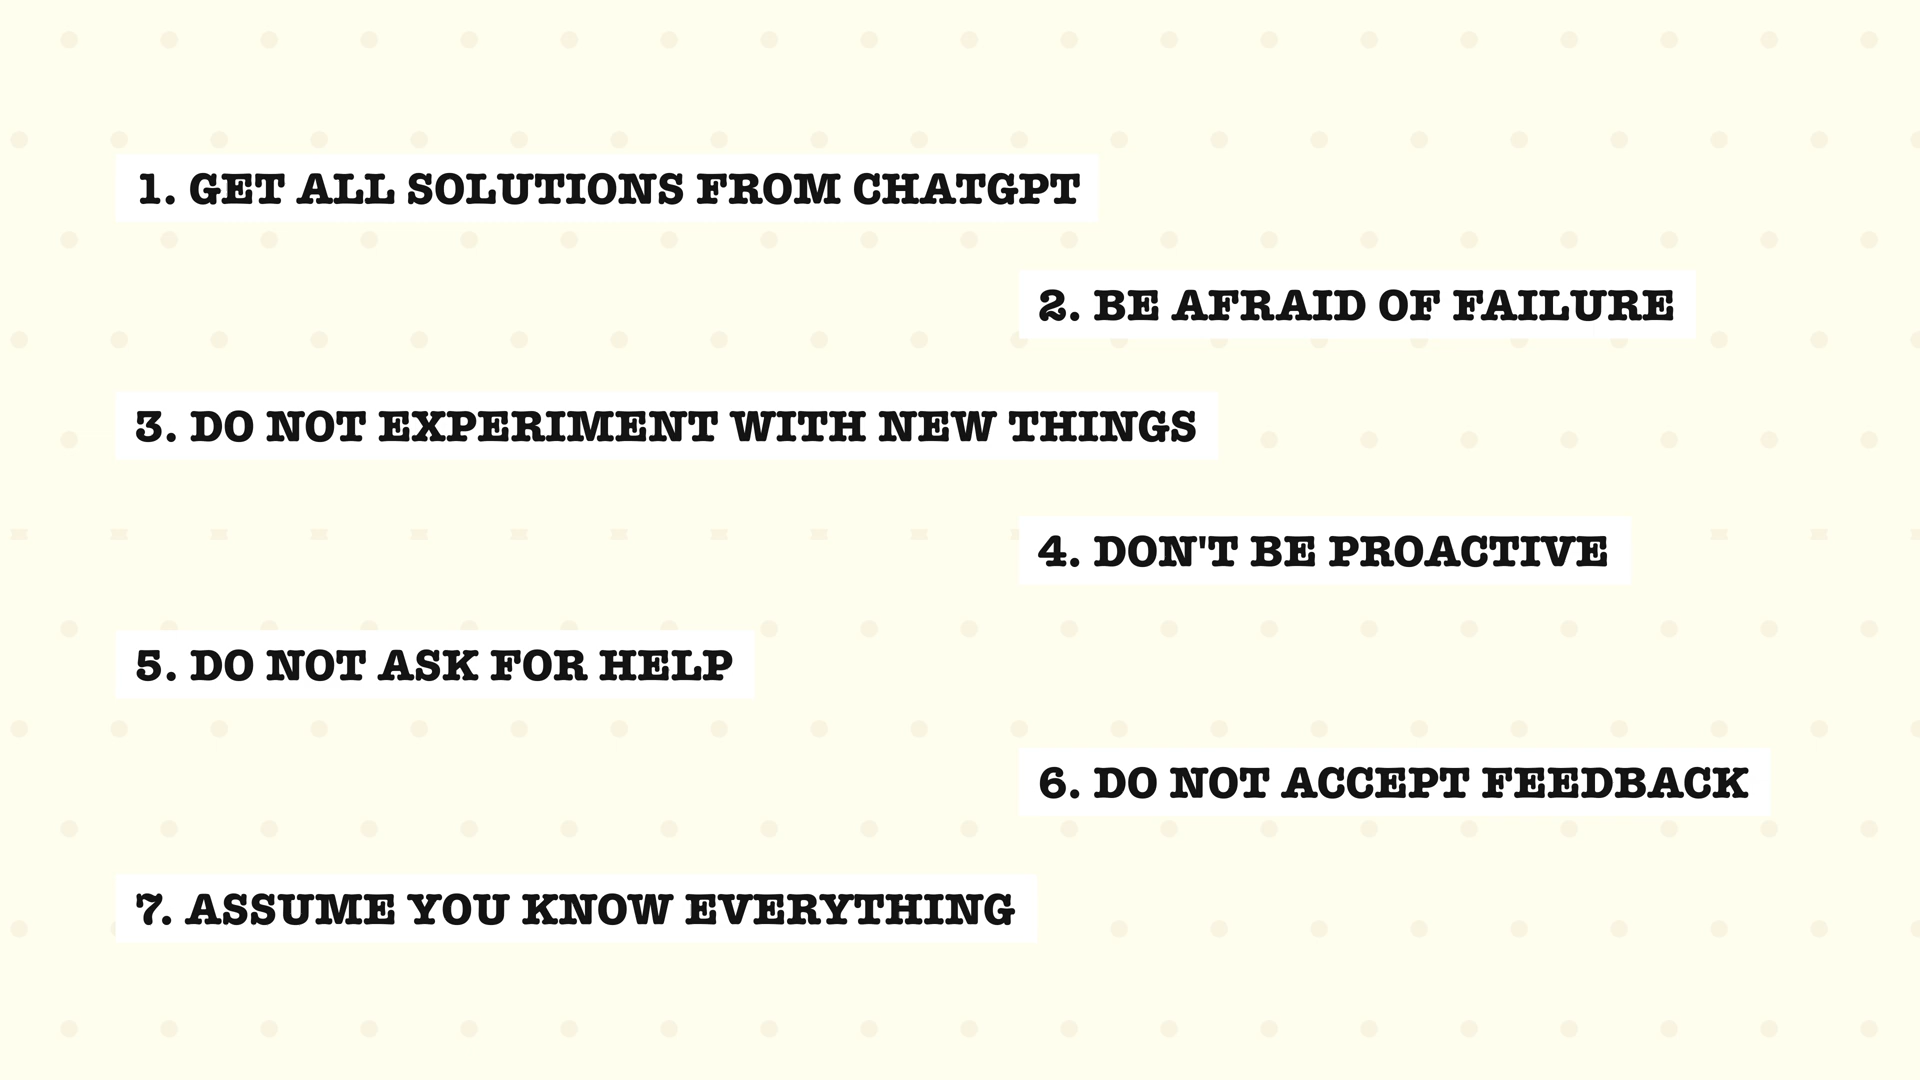 1. GET ALL SOLUTIONS FROM CHATGPT
2. BE AFRAID OF FAILURE
3. DO NOT EXPERIMENT WITH NEW THINGS
4. DON'T BE PROACTIVE
5. DO NOT ASK FOR HELP
6. DO NOT ACCEPT FEEDBACK
7. ASSUME YOU KNOW EVERYTHING